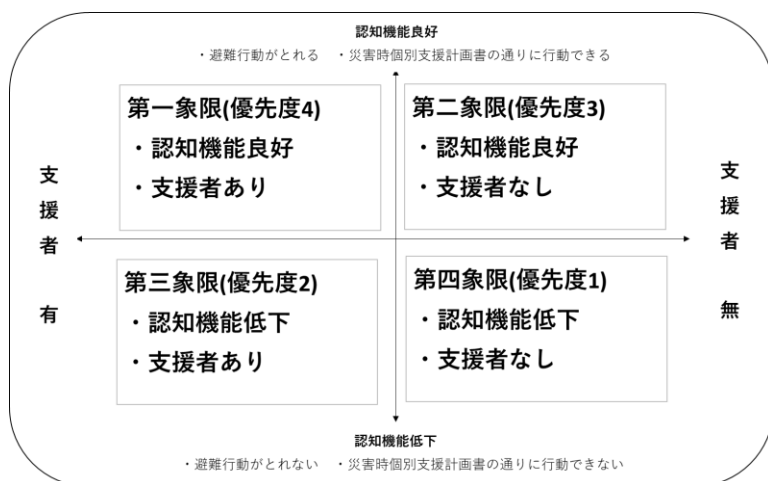 認知機能良好
・避難行動がとれる ・災害時個別支援計画書の通りに行動できる
第一象限(優先度4)
・認知機能良好
・支援者あり
第二象限(優先度3)
・認知機能良好
・支援者なし
支援者 有
支援者 無
第三象限(優先度2)
・認知機能低下
・支援者あり
第四象限(優先度1)
・認知機能低下
・支援者なし
認知機能低下
・避難行動がとれない ・災害時個別支援計画書の通りに行動できない